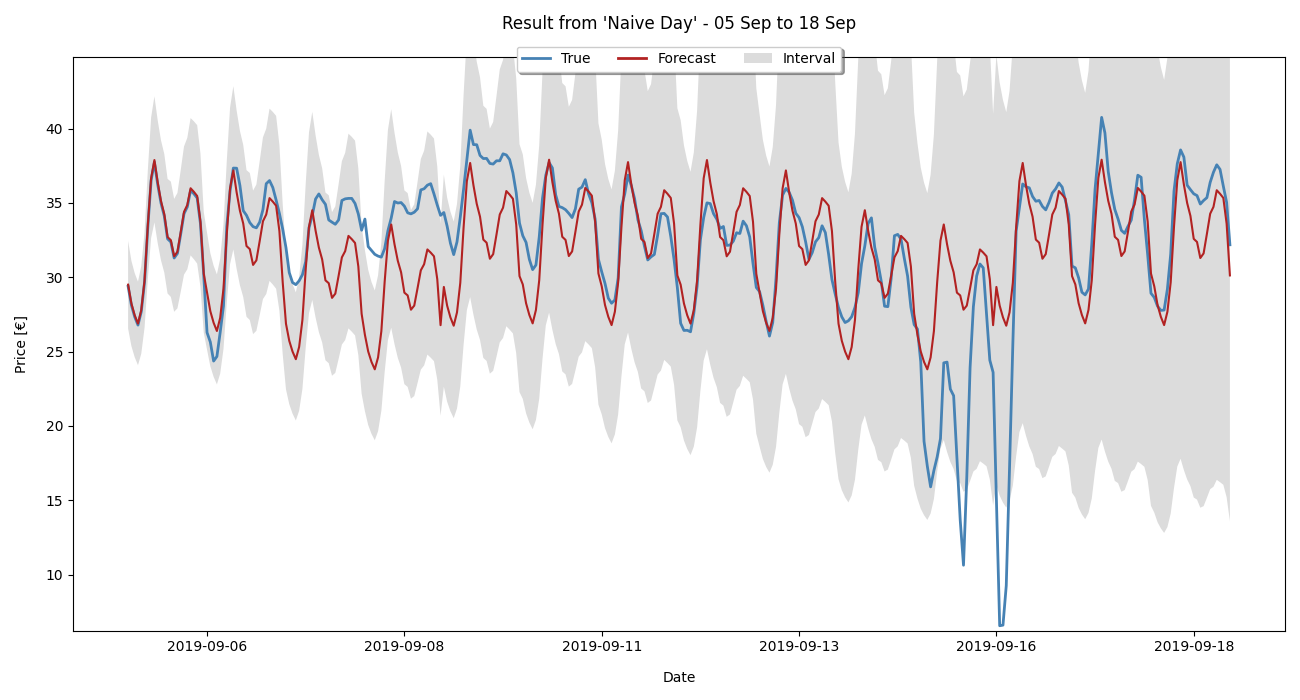 Result from 'Naive Day' - 05 Sep to 18 Sep
True Forecast Interval
40
35
30
25
20
15
10
Price [€]
2019-09-06 2019-09-08 2019-09-11 2019-09-13 2019-09-16 2019-09-18
Date